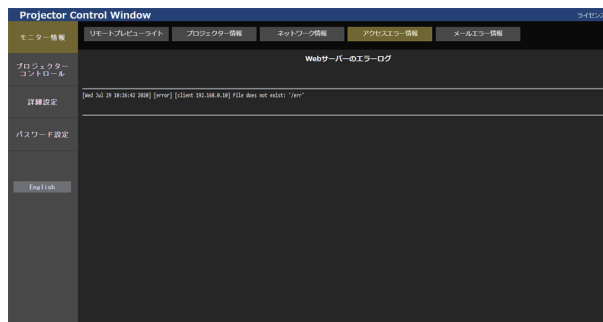 Projector Control Window
ライセンス
モニター情報
リモートプレビューライト
プロジェクター情報
ネットワーク情報
アクセスエラー情報
メールエラー情報
Webサーバーのエラーログ
プロジェクター
コントロール
[Wed Jul 29 10:26:42 2020] [error] [client 192.168.0.10] File does not exist: '/err'
詳細設定
パスワード設定
English